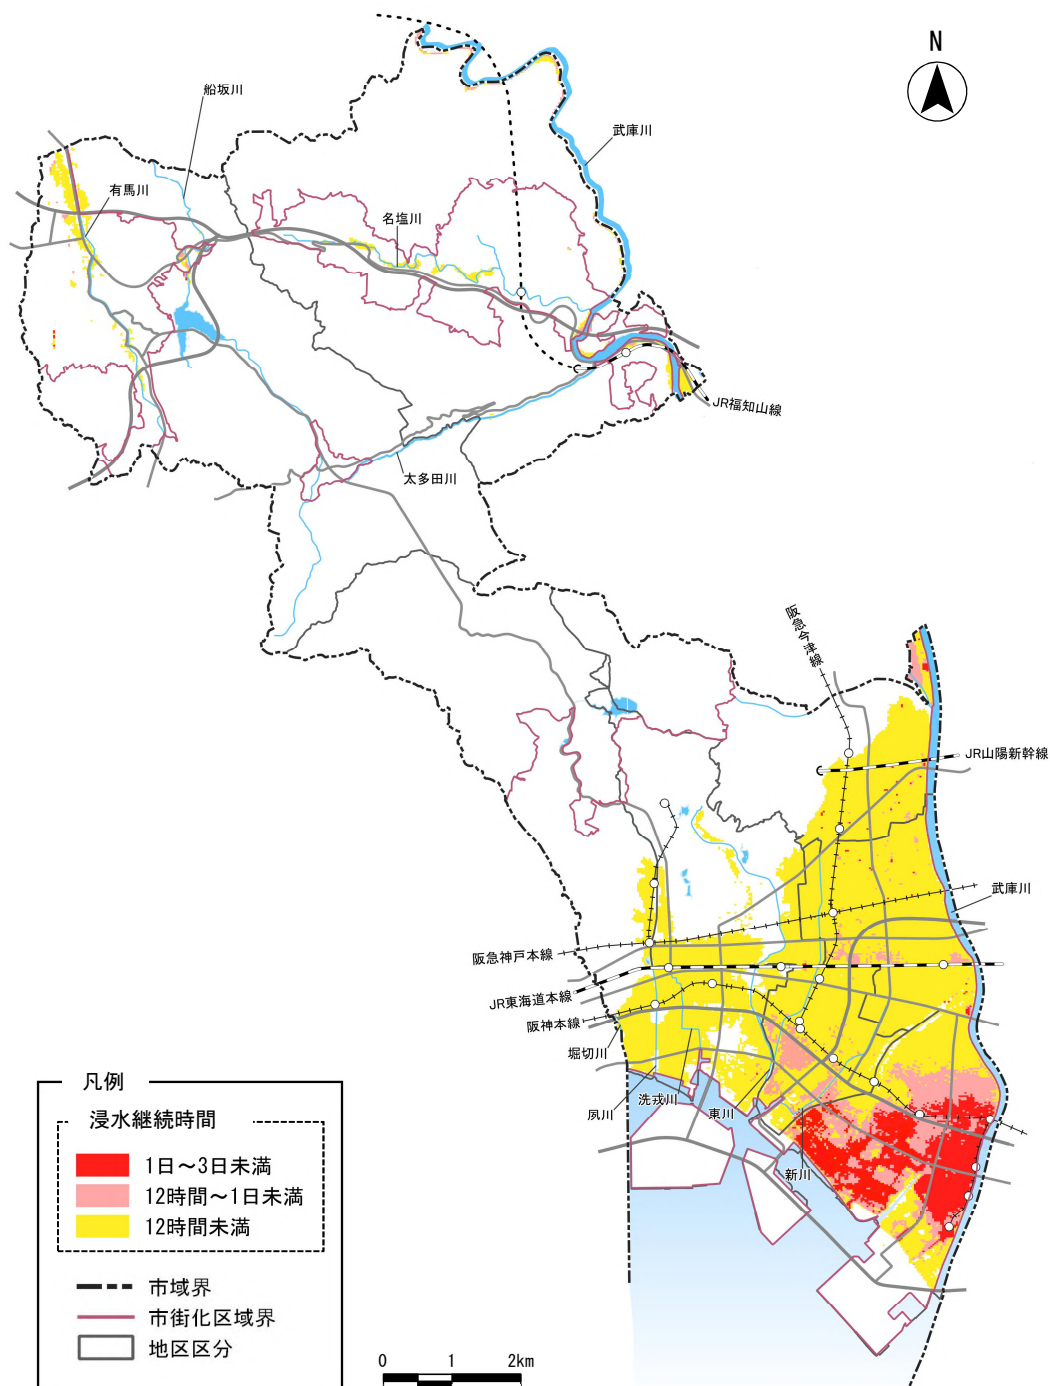 N
船坂川
武庫川
有馬川
名塩川
JR福知山線
太多田川
阪急今津線
JR山陽新幹線
武庫川
阪急神戸本線
JR東海道本線
阪神本線
堀切川
夙川
洗戎川
東川
新川
凡例
浸水継続時間
1日～3日未満
12時間～1日未満
12時間未満
市域界
市街化区域界
地区区分
0 1 2km